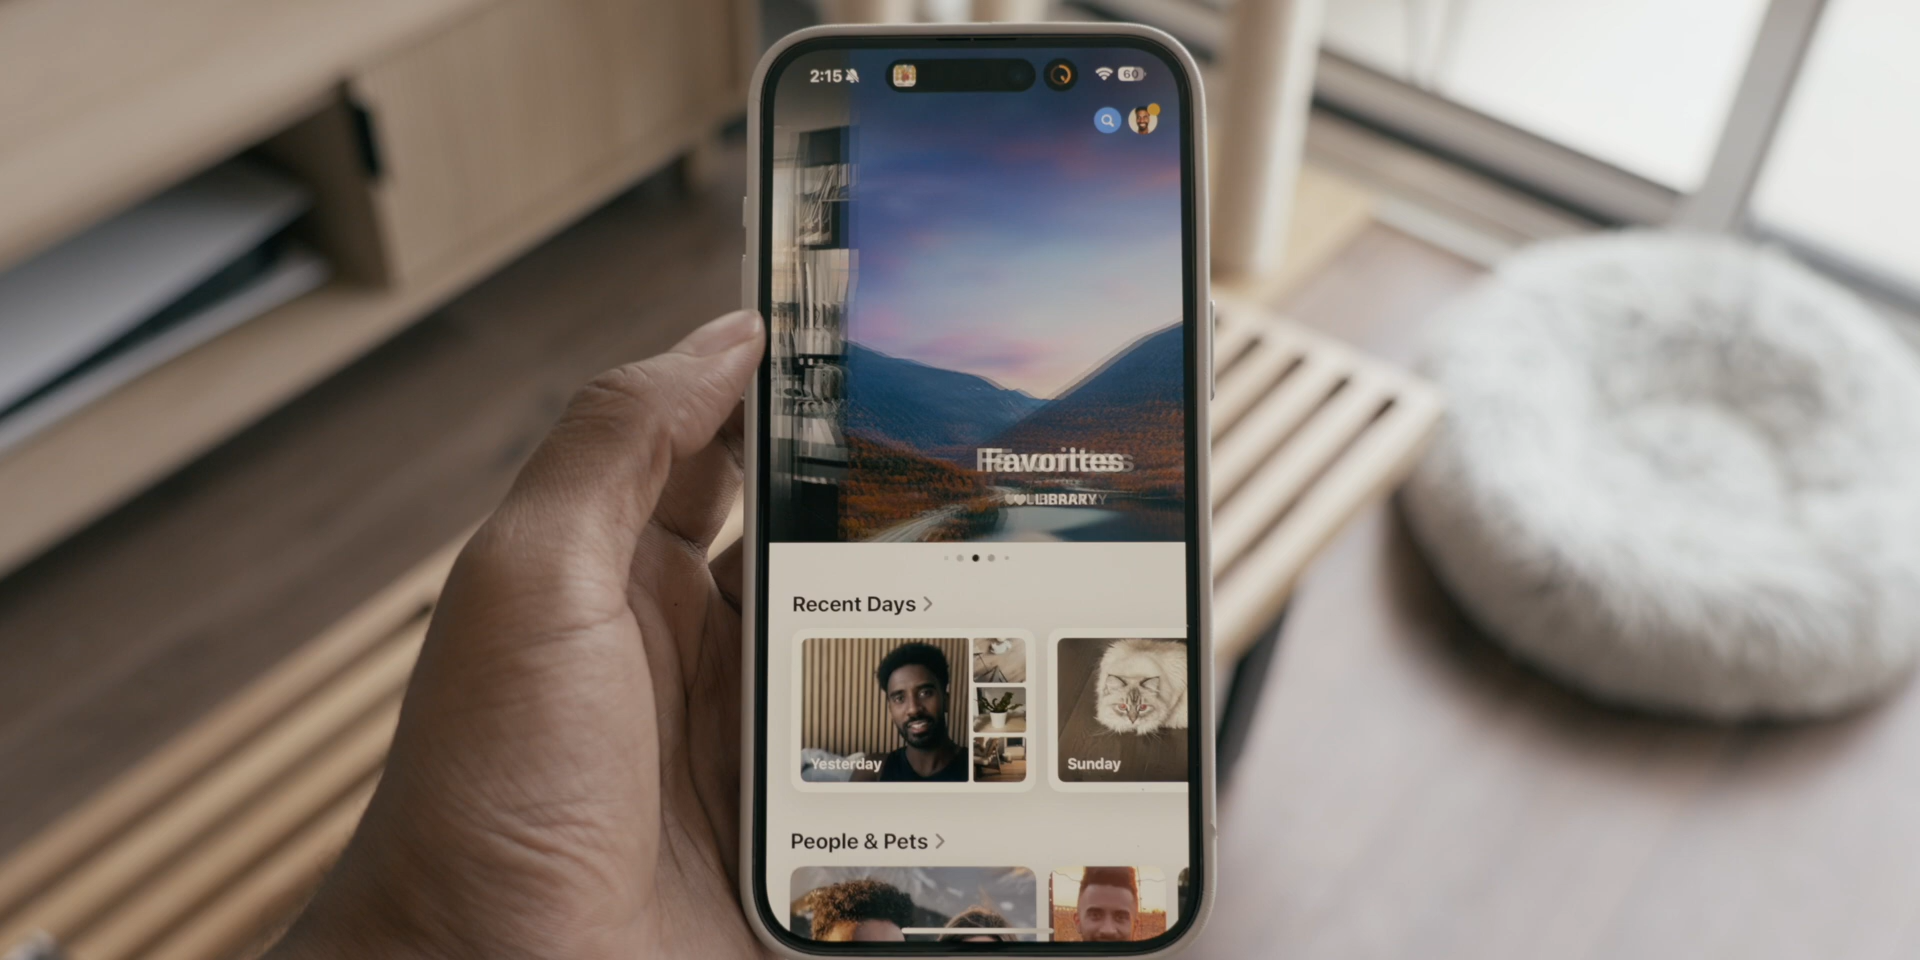 2:15
60
Favorites
LIBRARY
Recent Days
Yesterday
Sunday
People & Pets